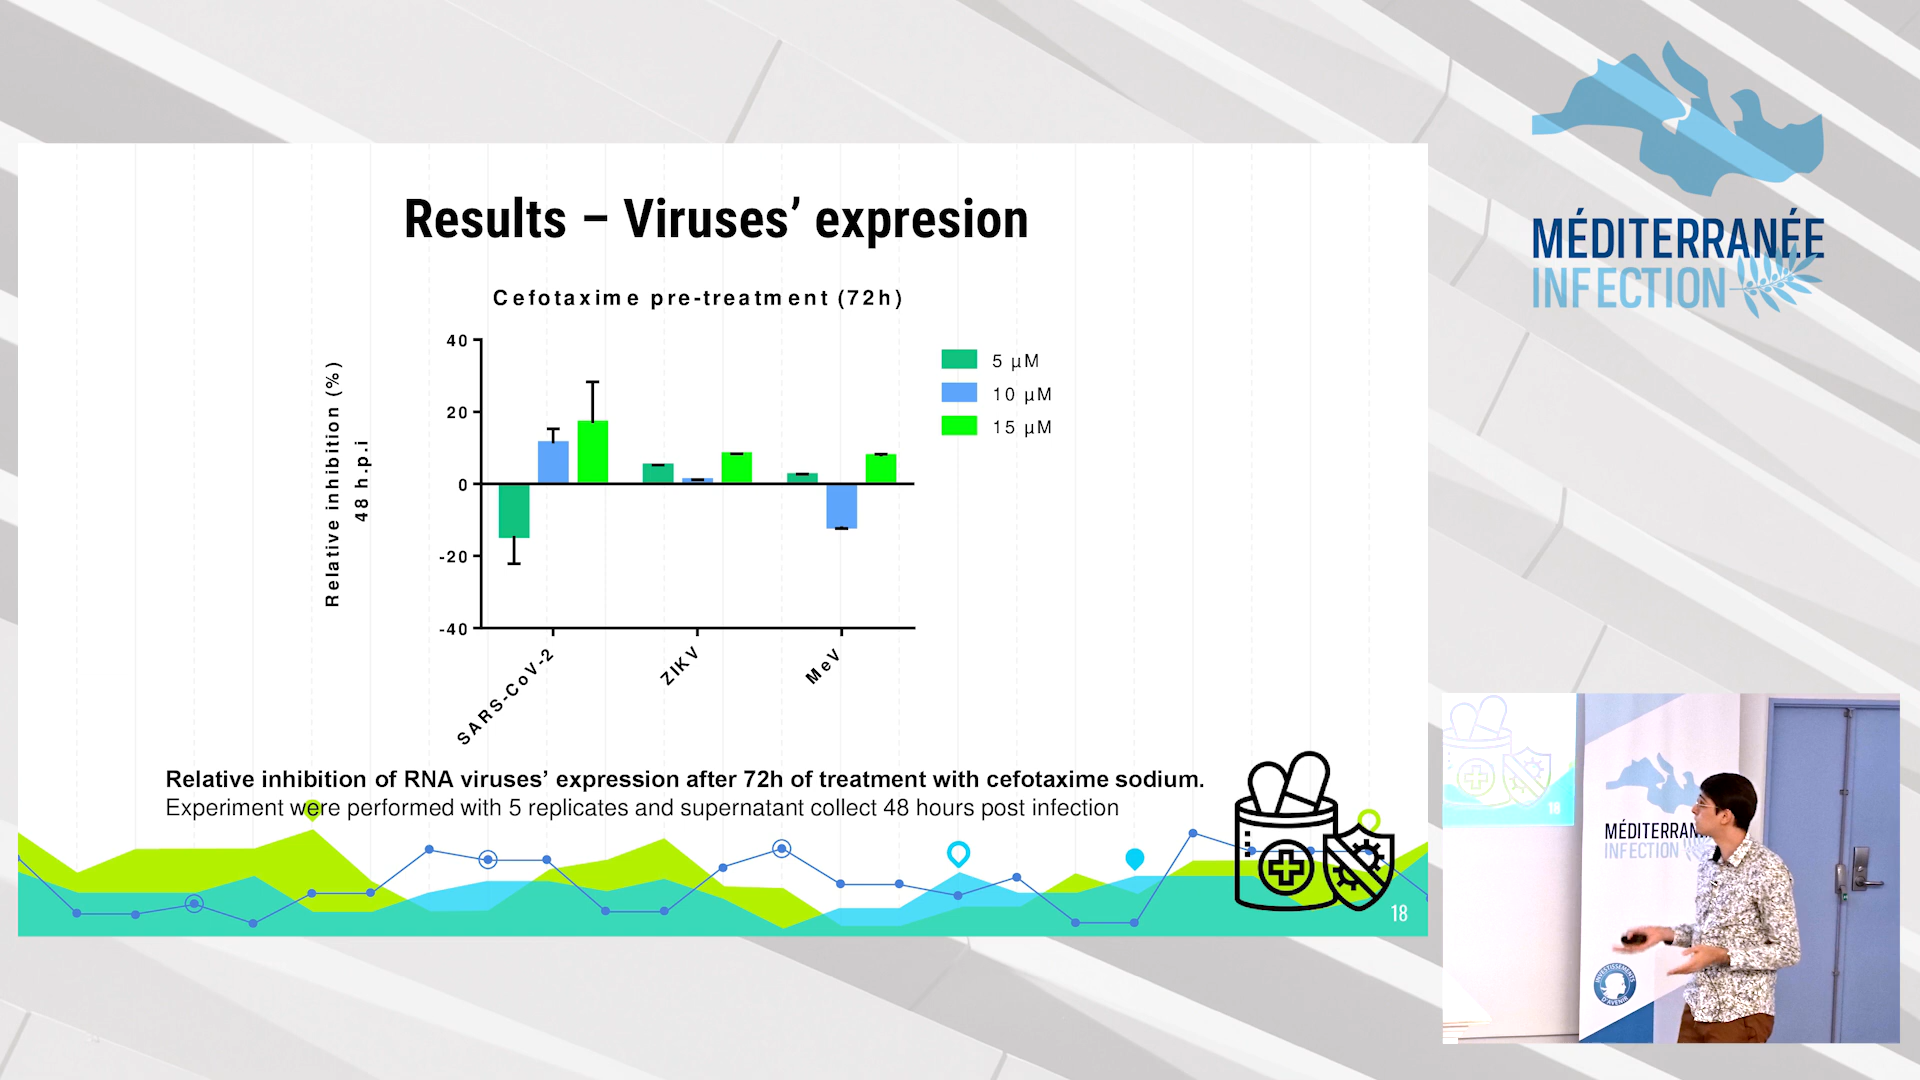 Results – Viruses’ expresion
Cefotaxime pre-treatment (72h)
Relative inhibition (%)
48 h.p.i
40
20
0
-20
-40
SARS-CoV-2
ZIKV
MeV
5 µM
10 µM
15 µM
Relative inhibition of RNA viruses’ expression after 72h of treatment with cefotaxime sodium.
Experiment were performed with 5 replicates and supernatant collect 48 hours post infection
18
MÉDITERRANÉE
INFECTION
18
MÉDITERRAN
INFECTION
INVESTISSEMENTS
D'AVENIR